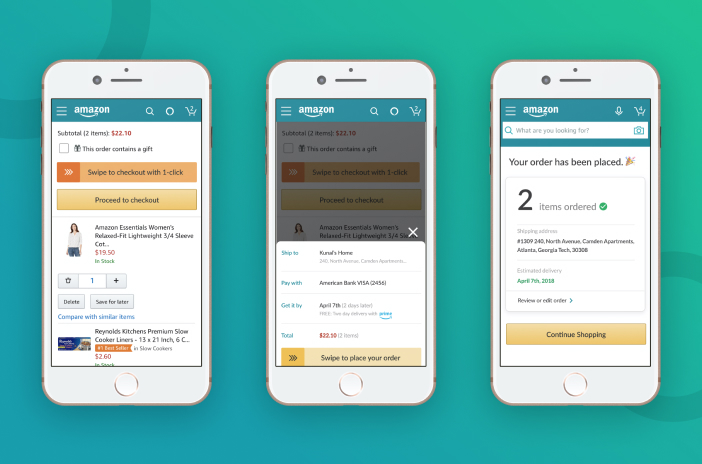 amazon
2
Subtotal (2 items): $22.10
This order contains a gift
Swipe to checkout with 1-click
Proceed to checkout
Amazon Essentials Women's
Relaxed-Fit Lightweight 3/4 Sleeve
Cot...
$19.50
In Stock
1
+
Delete
Save for later
Compare with similar items
Reynolds Kitchens Premium Slow
Cooker Liners - 13 x 21 Inch, 6 C...
#1 Best Seller in Slow Cookers
$2.60
In Stock
amazon
2
Subtotal (2 items): $22.10
This order contains a gift
Swipe to checkout with 1-click
Proceed to checkout
Amazon Essentials Women's
Relaxed-Fit Lightweight 3/4 Sle
Ship to
Kunal's Home
240, North Avenue, Camden Apartments...
Pay with
American Bank VISA (2456)
Get it by
April 7th (2 days later)
FREE Two day delivery with prime
Total
$22.10 (2 items)
Swipe to place your order
amazon
4
What are you looking for?
Your order has been placed.
2 items ordered
Shipping address
#1309 240, North Avenue, Camden Apartments,
Atlanta, Georgia Tech, 30308
Estimated delivery
April 7th, 2018
Review or edit order
Continue Shopping